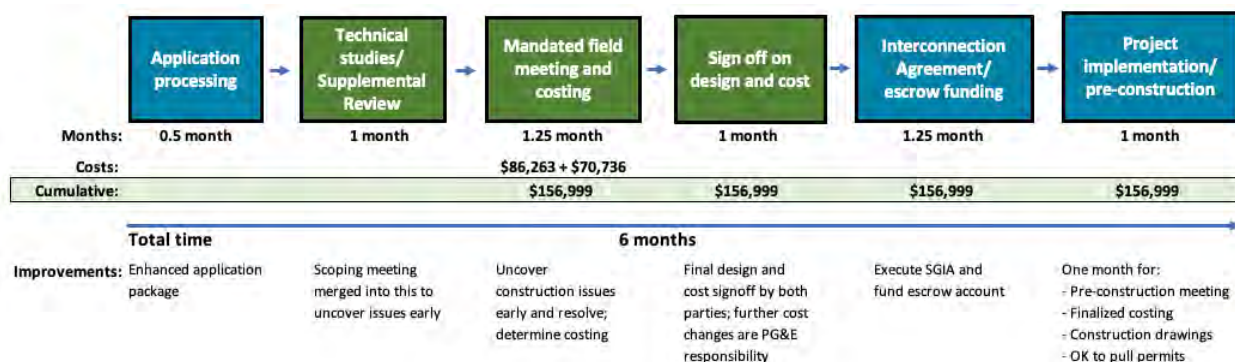 Application
processing
Technical
studies/
Supplemental
Review
Mandated field
meeting and
costing
Sign off on
design and cost
Interconnection
Agreement/
escrow funding
Project
implementation/
pre-construction
Months: 0.5 month 1 month 1.25 month 1 month 1.25 month 1 month
Costs: $86,263 + $70,736
Cumulative: $156,999 $156,999 $156,999 $156,999
Total time 6 months
Improvements:
Enhanced application
package
Scoping meeting
merged into this to
uncover issues early
Uncover
construction issues
early and resolve;
determine costing
Final design and
cost signoff by both
parties; further cost
changes are PG&E
responsibility
Execute SGIA and
fund escrow account
One month for:
- Pre-construction meeting
- Finalized costing
- Construction drawings
- OK to pull permits